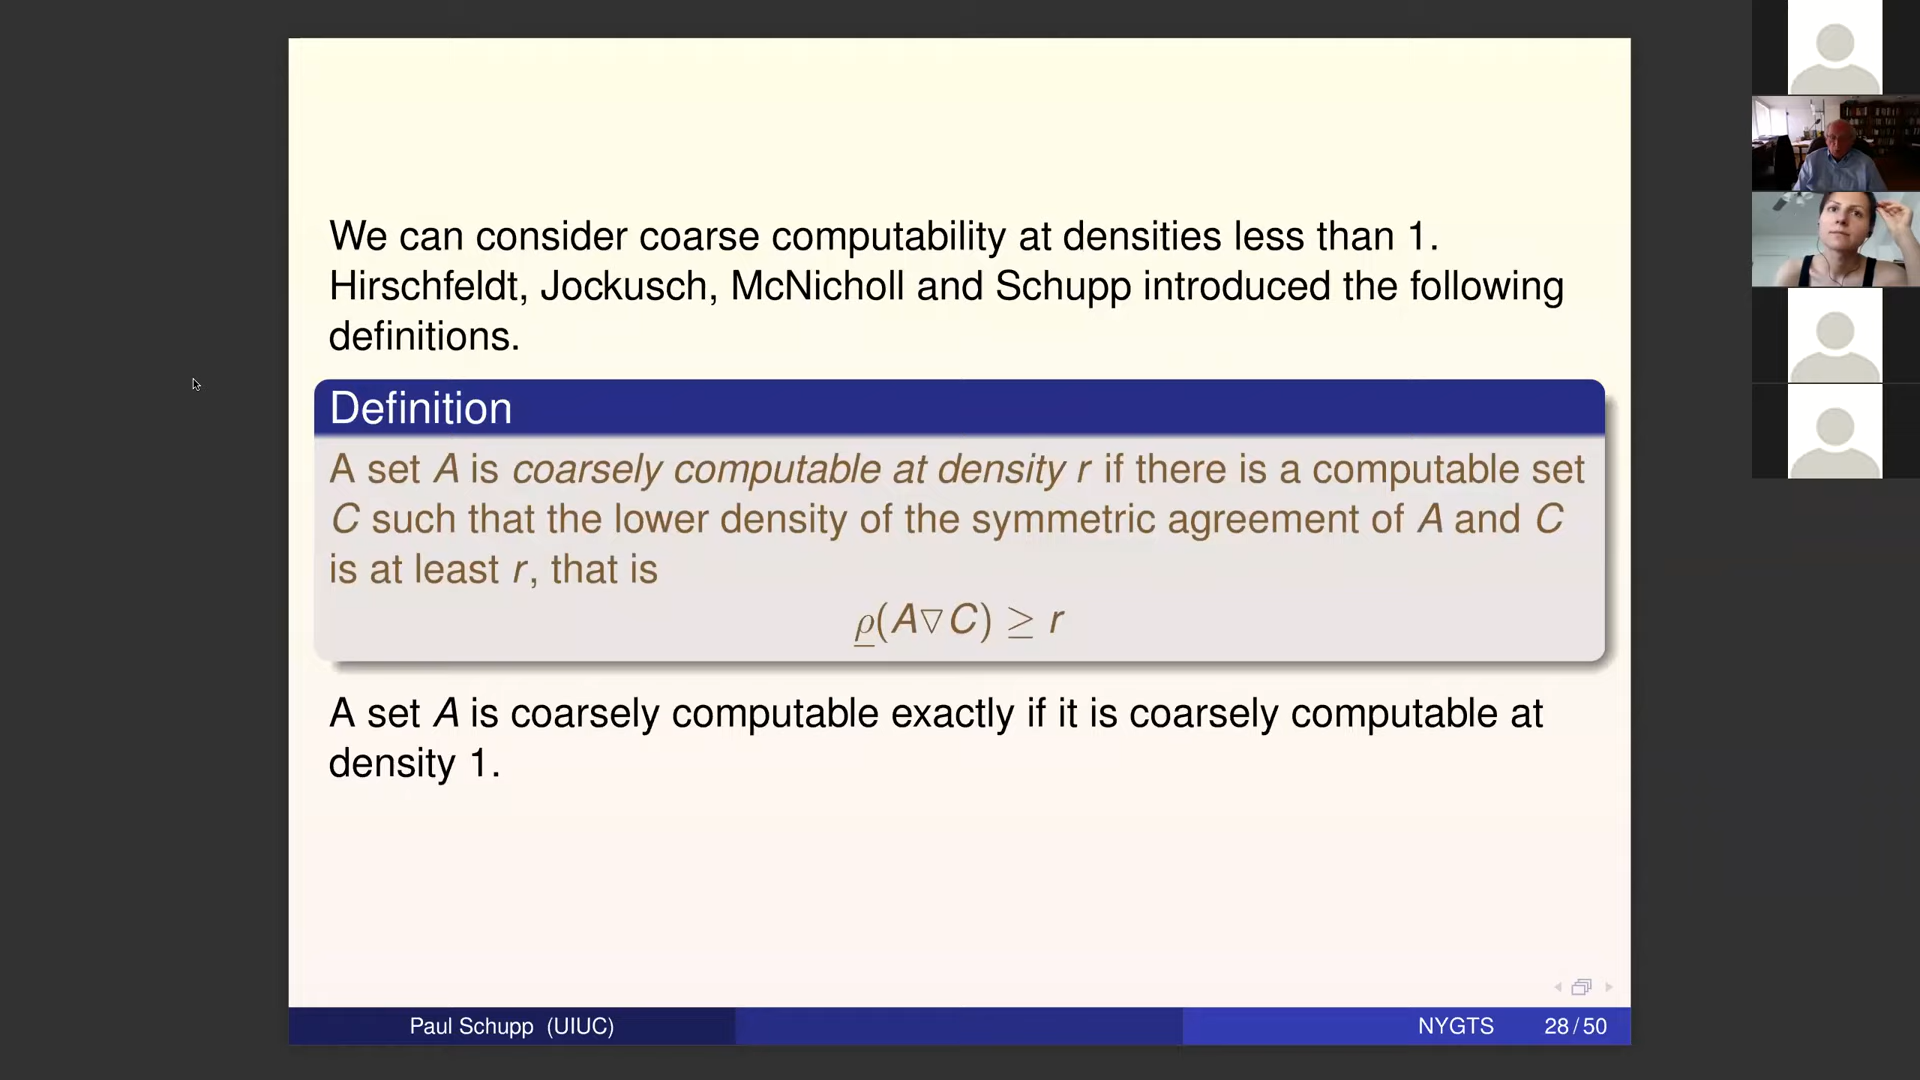 We can consider coarse computability at densities less than 1.
Hirschfeldt, Jockusch, McNicholl and Schupp introduced the following
definitions.
Definition
A set A is coarsely computable at density r if there is a computable set
C such that the lower density of the symmetric agreement of A and C
is at least r, that is
ρ(A▽C) ≥ r
A set A is coarsely computable exactly if it is coarsely computable at
density 1.
Paul Schupp (UIUC)
NYGTS
28 / 50